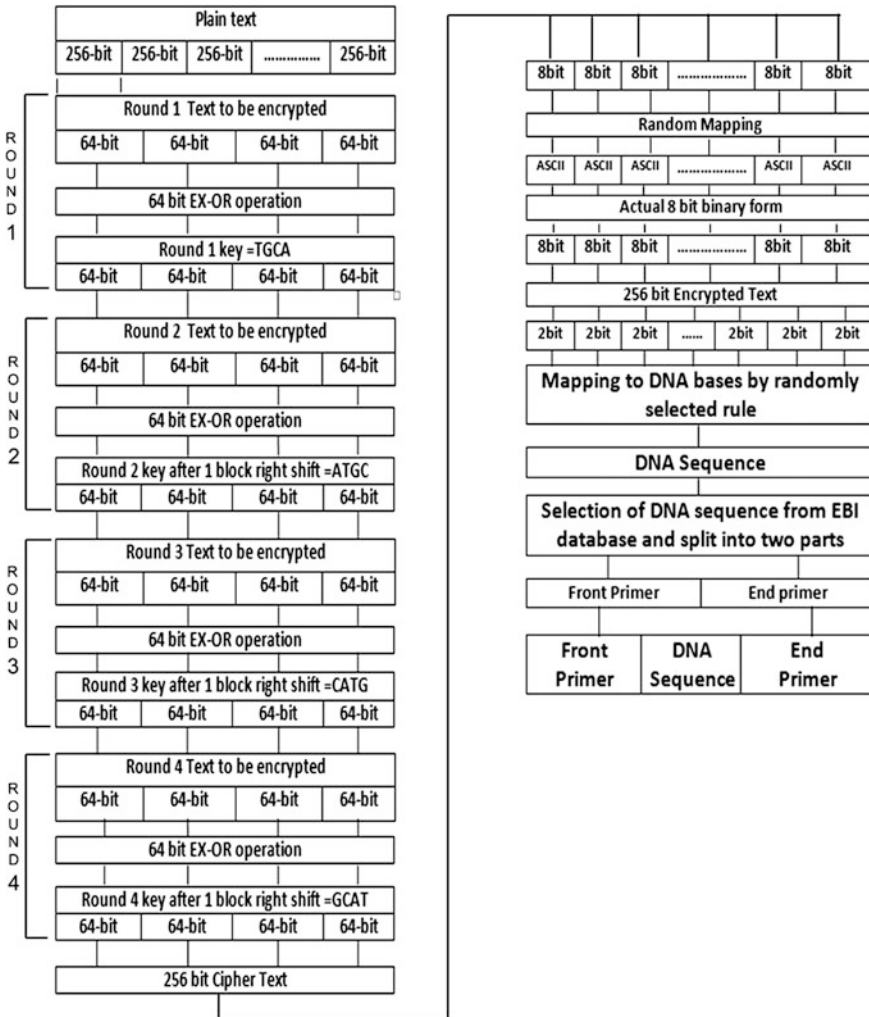 Plain text
256-bit 256-bit 256-bit ............... 256-bit
ROUND 1
Round 1 Text to be encrypted
64-bit 64-bit 64-bit 64-bit
64 bit EX-OR operation
Round 1 key =TGCA
64-bit 64-bit 64-bit 64-bit
ROUND 2
Round 2 Text to be encrypted
64-bit 64-bit 64-bit 64-bit
64 bit EX-OR operation
Round 2 key after 1 block right shift =ATGC
64-bit 64-bit 64-bit 64-bit
ROUND 3
Round 3 Text to be encrypted
64-bit 64-bit 64-bit 64-bit
64 bit EX-OR operation
Round 3 key after 1 block right shift =CATG
64-bit 64-bit 64-bit 64-bit
ROUND 4
Round 4 Text to be encrypted
64-bit 64-bit 64-bit 64-bit
64 bit EX-OR operation
Round 4 key after 1 block right shift =GCAT
64-bit 64-bit 64-bit 64-bit
256 bit Cipher Text
8bit 8bit 8bit .................. 8bit 8bit
Random Mapping
ASCII ASCII ASCII .................. ASCII ASCII
Actual 8 bit binary form
8bit 8bit 8bit .................. 8bit 8bit
256 bit Encrypted Text
2bit 2bit 2bit ...... 2bit 2bit 2bit
Mapping to DNA bases by randomly
selected rule
DNA Sequence
Selection of DNA sequence from EBI
database and split into two parts
Front Primer End primer
Front DNA End
Primer Sequence Primer